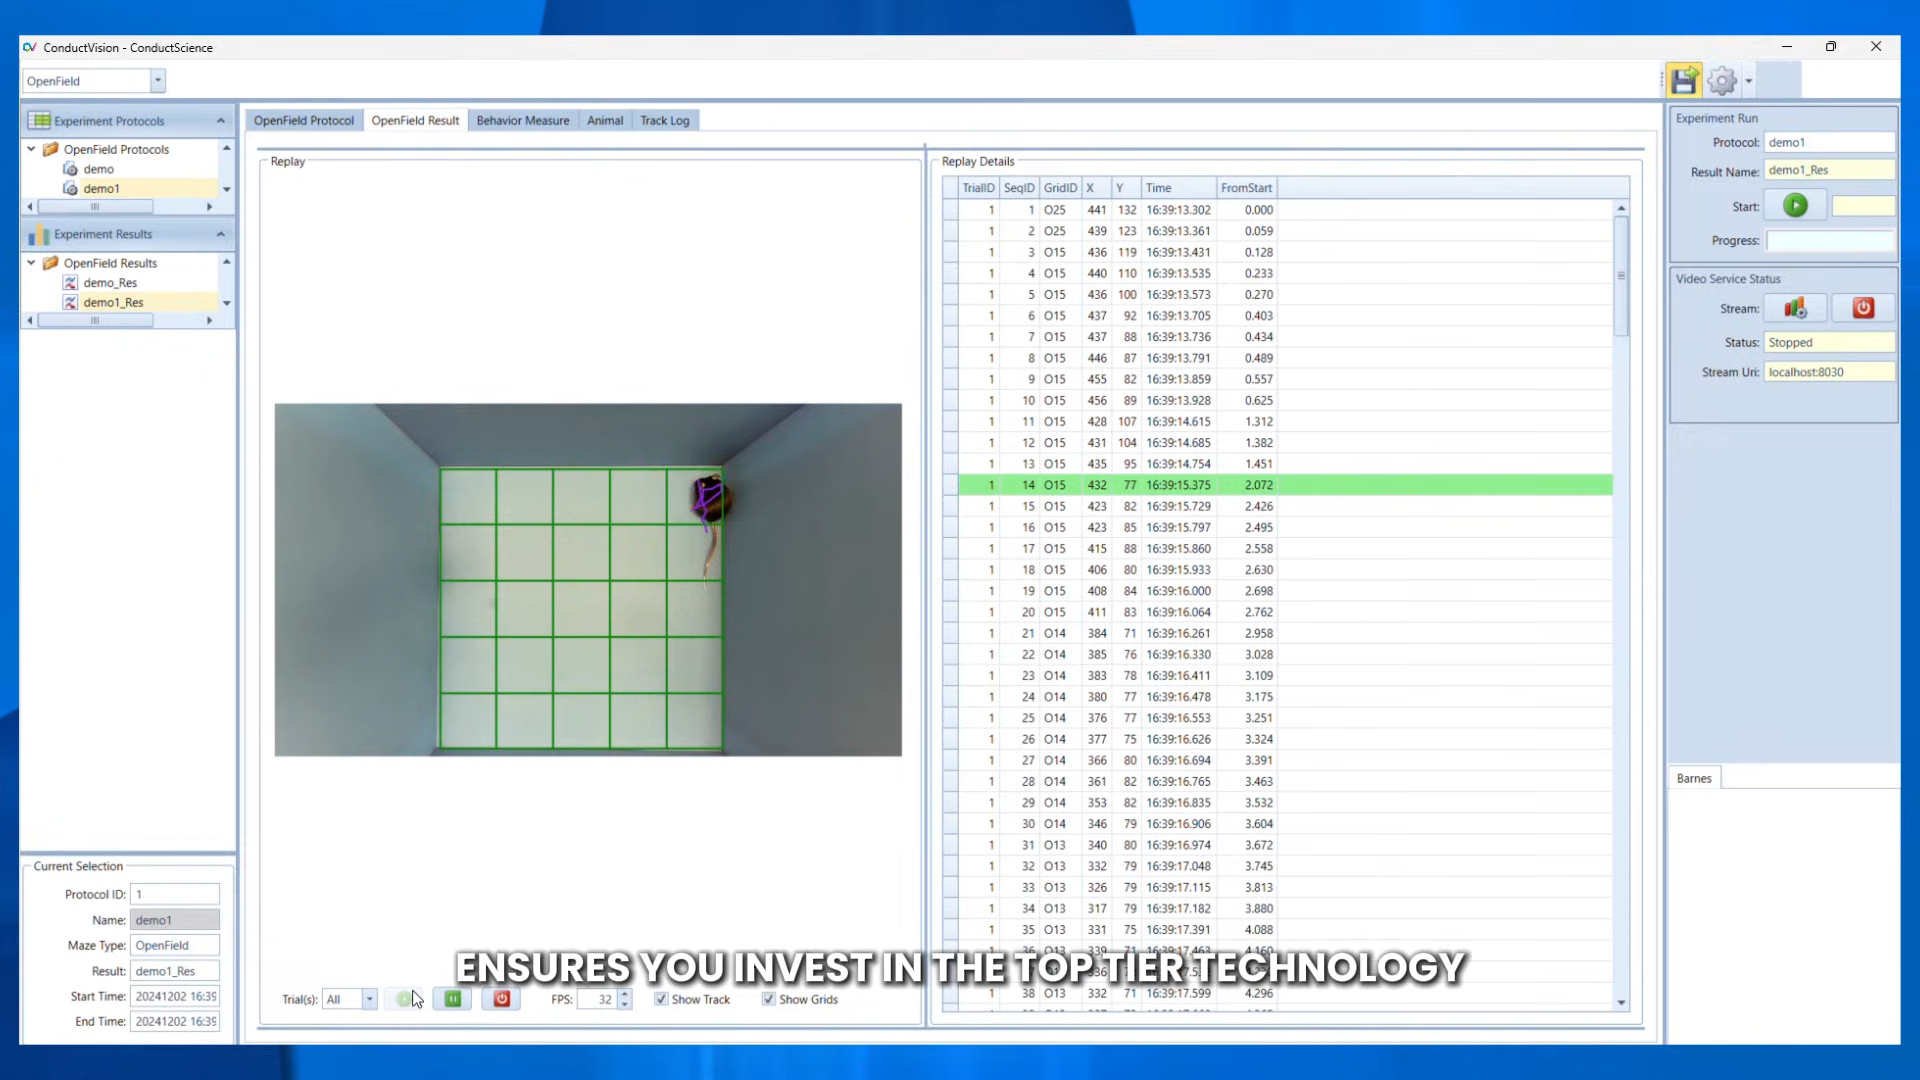 ConductVision - ConductScience
OpenField
Experiment Protocols
OpenField Protocols
demo
demo1
Experiment Results
OpenField Results
demo_Res
demo1_Res
Current Selection
Protocol ID: 1
Name: demo1
Maze Type: OpenField
Result: demo1_Res
Start Time: 20241202 16:39
End Time: 20241202 16:39
OpenField Protocol OpenField Result Behavior Measure Animal Track Log
Replay
Trial(s): All FPS: 32 Show Track Show Grids
Replay Details
TrialID SeqID GridID X Y Time FromStart
1 1 O25 441 132 16:39:13.302 0.000
1 2 O25 439 123 16:39:13.361 0.059
1 3 O15 436 119 16:39:13.431 0.128
1 4 O15 440 110 16:39:13.535 0.233
1 5 O15 436 100 16:39:13.573 0.270
1 6 O15 437 92 16:39:13.705 0.403
1 7 O15 437 88 16:39:13.736 0.434
1 8 O15 446 87 16:39:13.791 0.489
1 9 O15 455 82 16:39:13.859 0.557
1 10 O15 456 89 16:39:13.928 0.625
1 11 O15 428 107 16:39:14.615 1.312
1 12 O15 431 104 16:39:14.685 1.382
1 13 O15 435 95 16:39:14.754 1.451
1 14 O15 432 77 16:39:15.375 2.072
1 15 O15 423 82 16:39:15.729 2.426
1 16 O15 423 85 16:39:15.797 2.495
1 17 O15 415 88 16:39:15.860 2.558
1 18 O15 406 80 16:39:15.933 2.630
1 19 O15 408 84 16:39:16.000 2.698
1 20 O15 411 83 16:39:16.064 2.762
1 21 O14 384 71 16:39:16.261 2.958
1 22 O14 385 76 16:39:16.330 3.028
1 23 O14 383 78 16:39:16.411 3.109
1 24 O14 380 77 16:39:16.478 3.175
1 25 O14 376 77 16:39:16.553 3.251
1 26 O14 377 75 16:39:16.626 3.324
1 27 O14 366 80 16:39:16.694 3.391
1 28 O14 361 82 16:39:16.765 3.463
1 29 O14 353 82 16:39:16.835 3.532
1 30 O14 346 79 16:39:16.906 3.604
1 31 O13 340 80 16:39:16.974 3.672
1 32 O13 332 79 16:39:17.048 3.745
1 33 O13 326 79 16:39:17.115 3.813
1 34 O13 317 79 16:39:17.182 3.880
1 35 O13 331 75 16:39:17.391 4.088
1 36 O13 339 71 16:39:17.463 4.160
1 38 O13 332 71 16:39:17.599 4.296
ENSURES YOU INVEST IN THE TOP TIER TECHNOLOGY
Experiment Run
Protocol: demo1
Result Name: demo1_Res
Start:
Progress:
Video Service Status
Stream:
Status: Stopped
Stream Uri: localhost:8030
Barnes